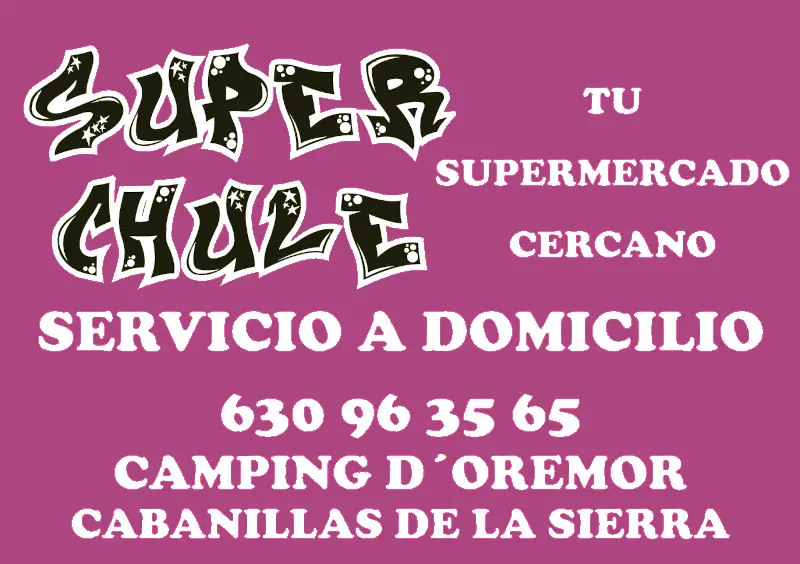 SUPER
CHULE
TU
SUPERMERCADO
CERCANO
SERVICIO A DOMICILIO
630 96 35 65
CAMPING D´OREMOR
CABANILLAS DE LA SIERRA